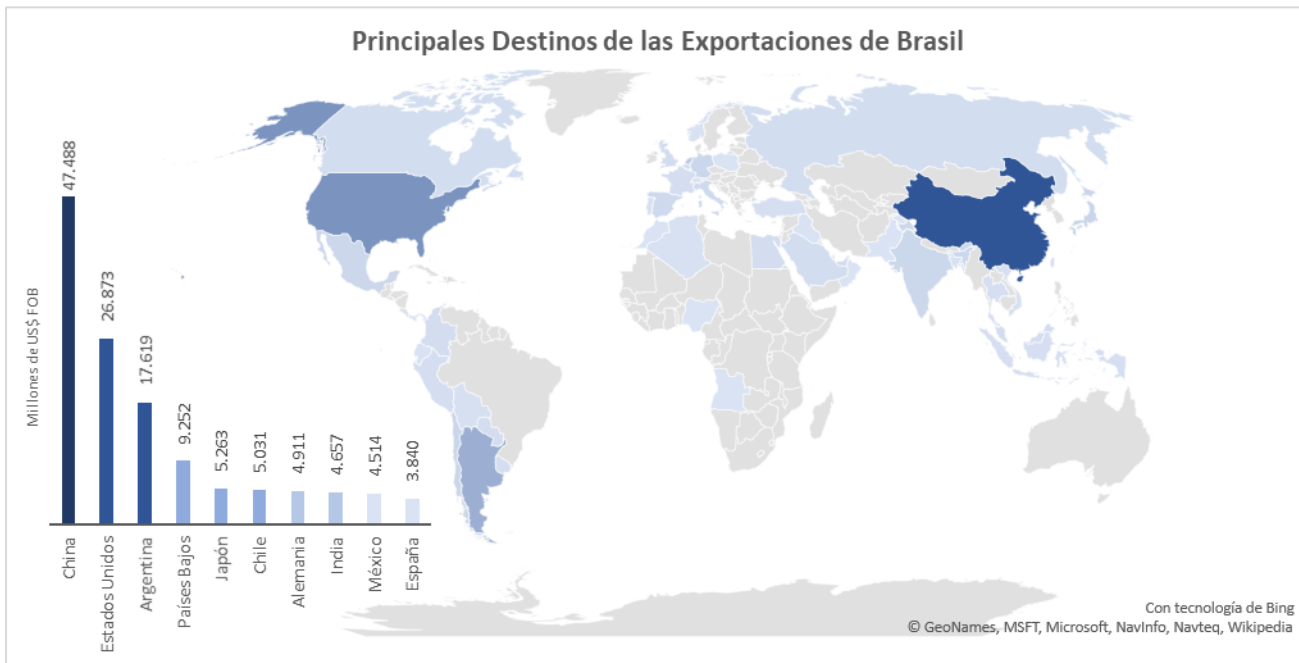 Principales Destinos de las Exportaciones de Brasil
Millones de US$ FOB
47.488
26.873
17.619
9.252
5.263
5.031
4.911
4.657
4.514
3.840
China
Estados Unidos
Argentina
Países Bajos
Japón
Chile
Alemania
India
México
España
Con tecnología de Bing
© GeoNames, MSFT, Microsoft, NavInfo, Navteq, Wikipedia